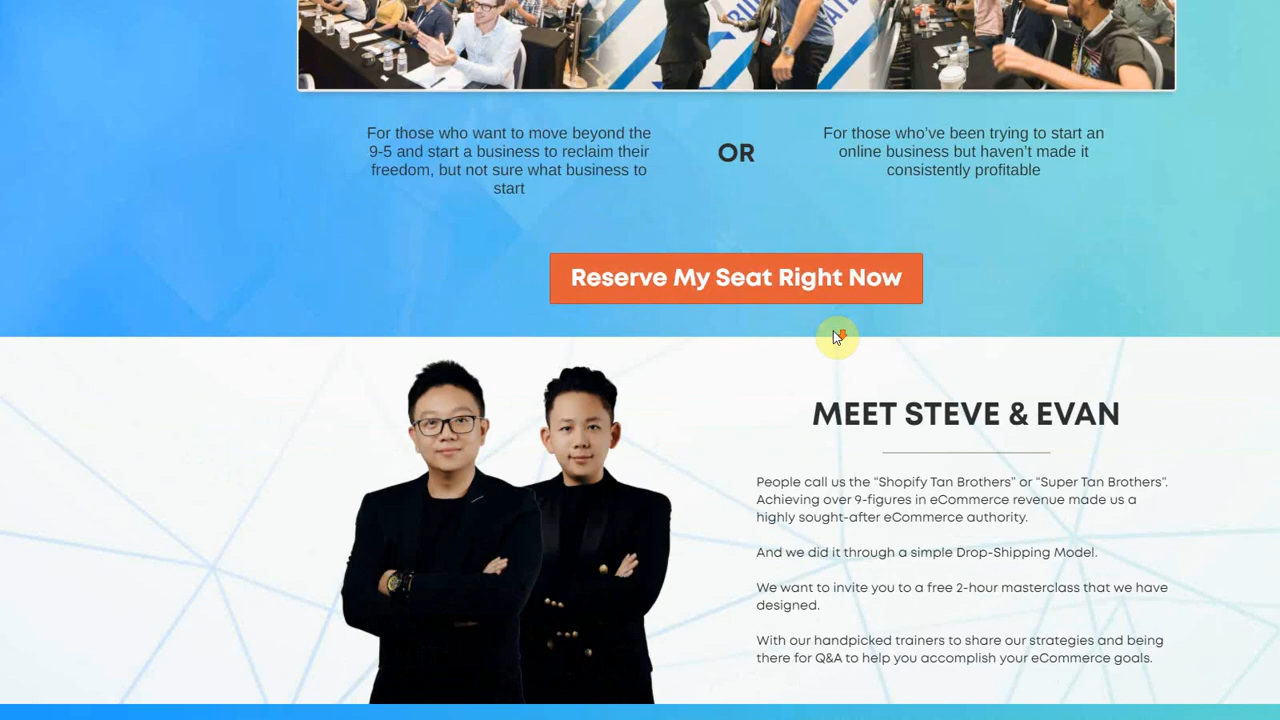 For those who want to move beyond the
9-5 and start a business to reclaim their
freedom, but not sure what business to
start
OR
For those who've been trying to start an
online business but haven't made it
consistently profitable
Reserve My Seat Right Now
MEET STEVE & EVAN
People call us the “Shopify Tan Brothers” or “Super Tan Brothers”.
Achieving over 9-figures in eCommerce revenue made us a
highly sought-after eCommerce authority.
And we did it through a simple Drop-Shipping Model.
We want to invite you to a free 2-hour masterclass that we have
designed.
With our handpicked trainers to share our strategies and being
there for Q&A to help you accomplish your eCommerce goals.